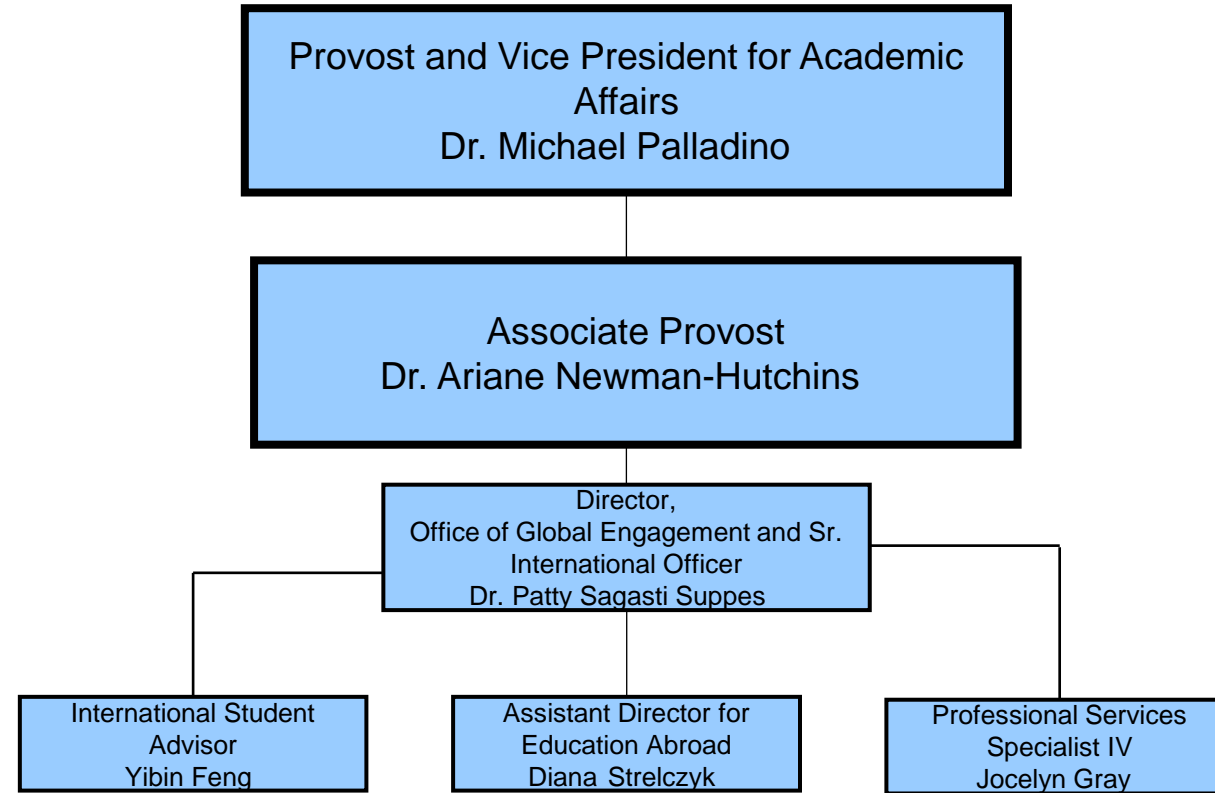 Provost and Vice President for Academic
Affairs
Dr. Michael Palladino
Associate Provost
Dr. Ariane Newman-Hutchins
Director,
Office of Global Engagement and Sr.
International Officer
Dr. Patty Sagasti Suppes
International Student
Advisor
Yibin Feng
Assistant Director for
Education Abroad
Diana Strelczyk
Professional Services
Specialist IV
Jocelyn Gray